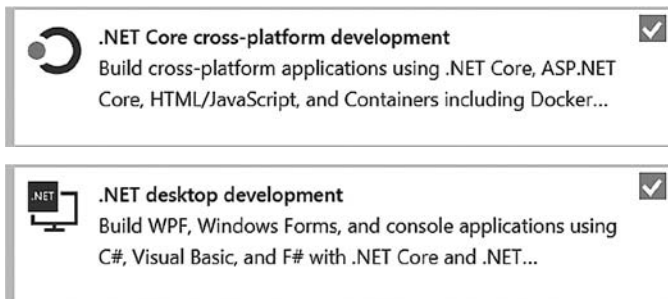 .NET Core cross-platform development
Build cross-platform applications using .NET Core, ASP.NET
Core, HTML/JavaScript, and Containers including Docker...
.NET
.NET desktop development
Build WPF, Windows Forms, and console applications using
C#, Visual Basic, and F# with .NET Core and .NET...